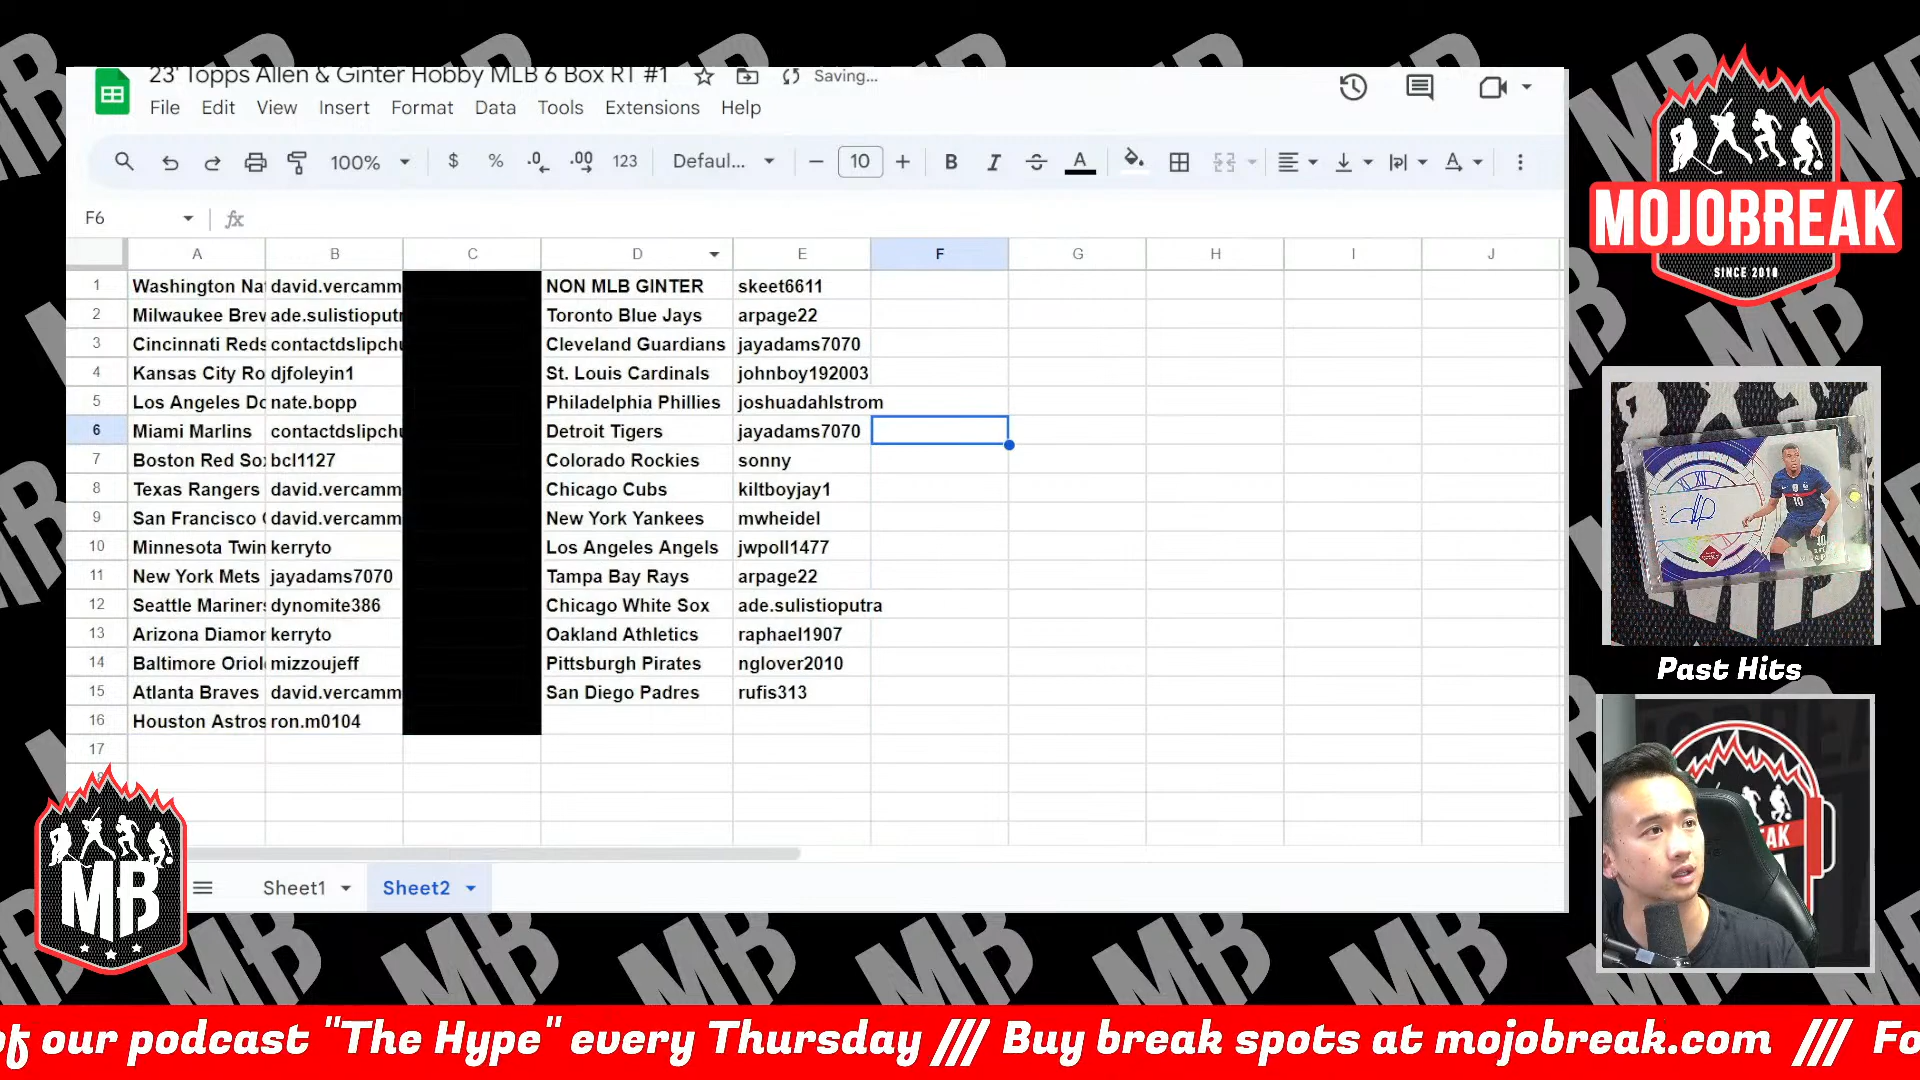 23' Topps Allen & Ginter Hobby MLB 6 Box RT #1 Saving...
File Edit View Insert Format Data Tools Extensions Help
100% $ % .0 .00 123 Defaul... 10 B I A
F6 fx
A B C D E F G H I J
1 Washington Na david.vercamm NON MLB GINTER skeet6611
2 Milwaukee Brew ade.sulistioputr Toronto Blue Jays arpage22
3 Cincinnati Reds contactdslipchu Cleveland Guardians jayadams7070
4 Kansas City Ro djfoleyin1 St. Louis Cardinals johnboy192003
5 Los Angeles Do nate.bopp Philadelphia Phillies joshuadahlstrom
6 Miami Marlins contactdslipchu Detroit Tigers jayadams7070
7 Boston Red So bcl1127 Colorado Rockies sonny
8 Texas Rangers david.vercamm Chicago Cubs kiltboyjay1
9 San Francisco david.vercamm New York Yankees mwheidel
10 Minnesota Twin kerryto Los Angeles Angels jwpoll1477
11 New York Mets jayadams7070 Tampa Bay Rays arpage22
12 Seattle Mariners dynomite386 Chicago White Sox ade.sulistioputra
13 Arizona Diamon kerryto Oakland Athletics raphael1907
14 Baltimore Oriol mizzoujeff Pittsburgh Pirates nglover2010
15 Atlanta Braves david.vercamm San Diego Padres rufis313
16 Houston Astros ron.m0104
17
Sheet1 Sheet2
MB
MOJOBREAK
SINCE 2010
Past Hits
of our podcast "The Hype" every Thursday /// Buy break spots at mojobreak.com /// Fo